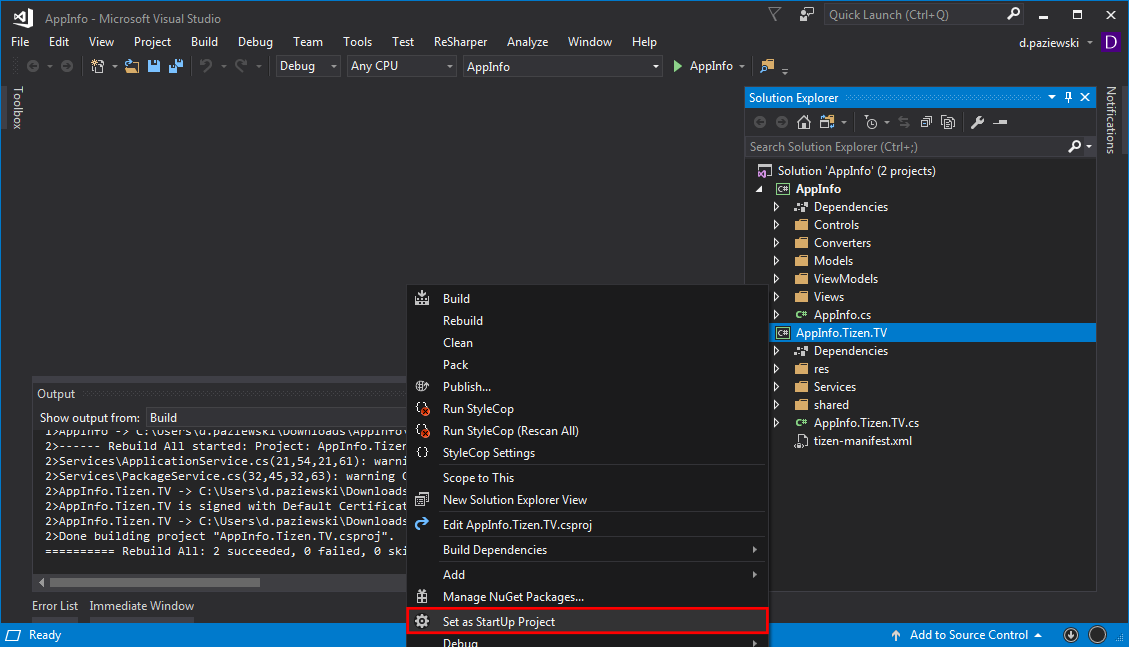 AppInfo - Microsoft Visual Studio
Quick Launch (Ctrl+Q)
File Edit View Project Build Debug Team Tools Test ReSharper Analyze Window Help
d.paziewski D
Debug Any CPU AppInfo AppInfo
Toolbox
Notifications
Solution Explorer
Search Solution Explorer (Ctrl+;)
Solution 'AppInfo' (2 projects)
C# AppInfo
Dependencies
Controls
Converters
Models
ViewModels
Views
C# AppInfo.cs
C# AppInfo.Tizen.TV
Dependencies
res
Services
shared
C# AppInfo.Tizen.TV.cs
tizen-manifest.xml
Build
Rebuild
Clean
Pack
Publish...
Run StyleCop
Run StyleCop (Rescan All)
StyleCop Settings
Scope to This
New Solution Explorer View
Edit AppInfo.Tizen.TV.csproj
Build Dependencies
Add
Manage NuGet Packages...
Set as StartUp Project
Debug
Output
Show output from: Build
1>AppInfo -> C:\Users\d.paziewski\Downloads\AppInfo\
2>------ Rebuild All started: Project: AppInfo.Tizen
2>Services\ApplicationService.cs(21,54,21,61): warni
2>Services\PackageService.cs(32,45,32,63): warning C
2>AppInfo.Tizen.TV -> C:\Users\d.paziewski\Downloads
2>AppInfo.Tizen.TV is signed with Default Certificat
2>AppInfo.Tizen.TV -> C:\Users\d.paziewski\Downloads
2>Done building project "AppInfo.Tizen.TV.csproj".
========== Rebuild All: 2 succeeded, 0 failed, 0 ski
Error List Immediate Window
Ready
Add to Source Control